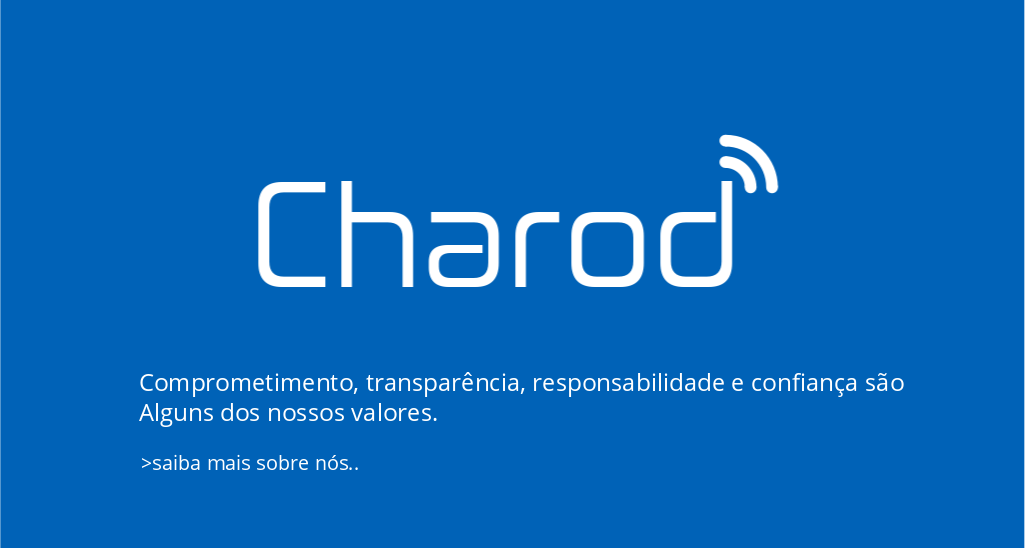 Charod
Comprometimento, transparência, responsabilidade e confiança são
Alguns dos nossos valores.
>saiba mais sobre nós..